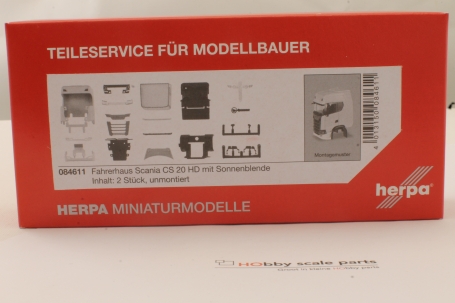 TEILESERVICE FÜR MODELLBAUER
Montagemuster
084611 Fahrerhaus Scania CS 20 HD mit Sonnenblende
Inhalt: 2 Stück, unmontiert
herpa
HERPA MINIATURMODELLE
HObby scale parts